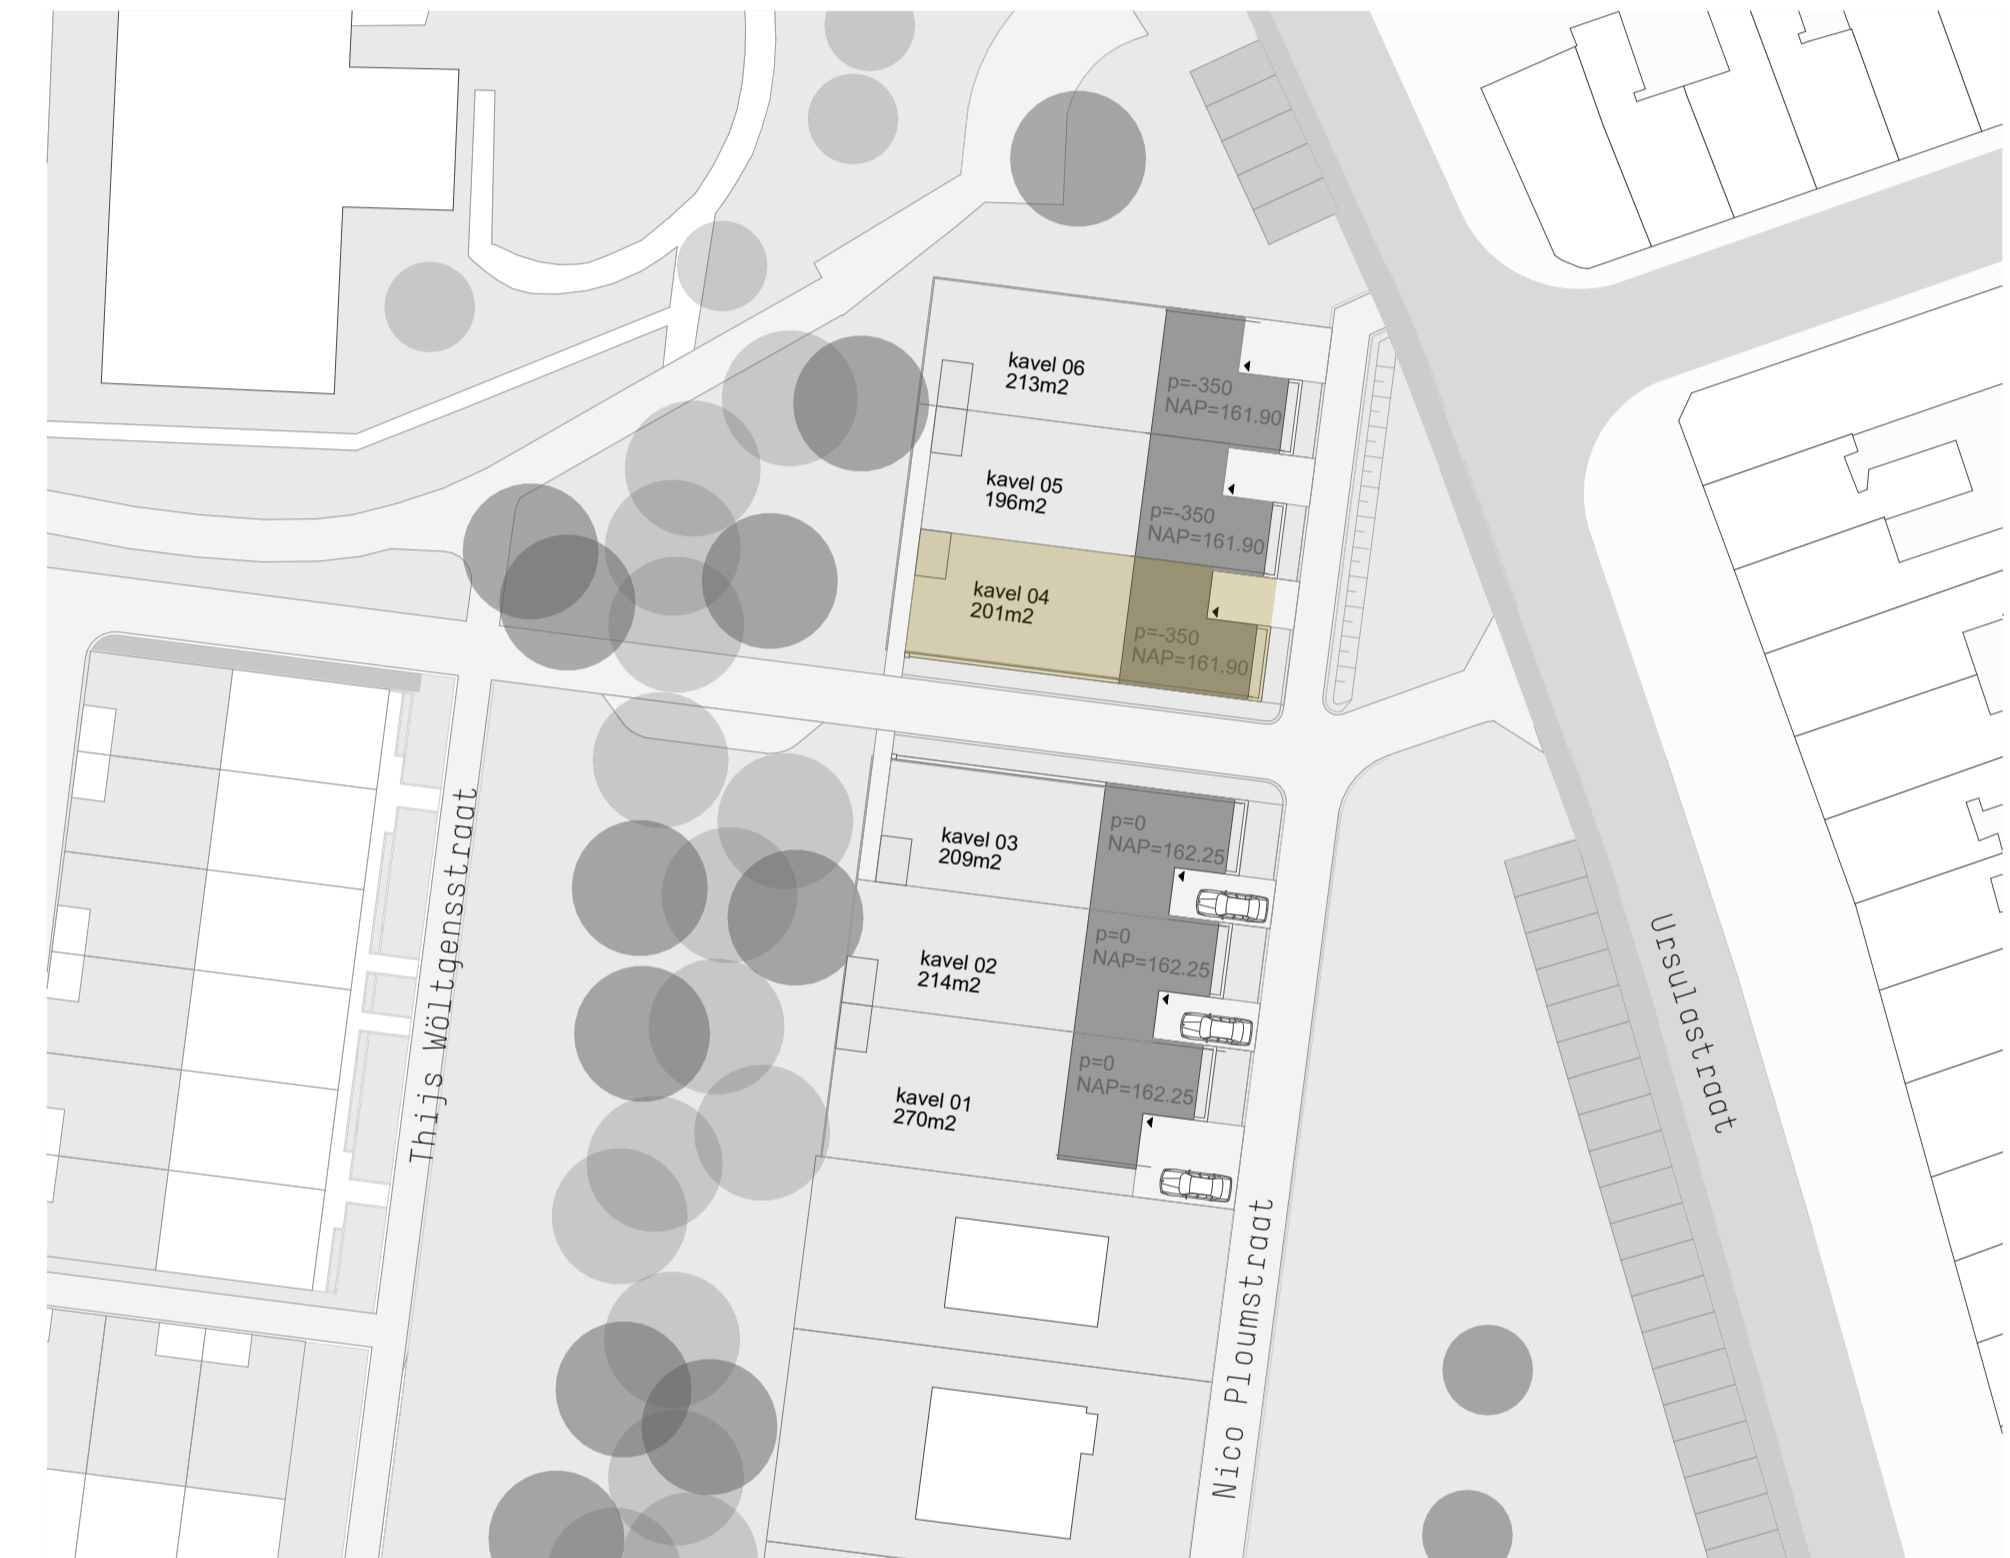 kavel 06
213m2
p=-350
NAP=161.90
kavel 05
196m2
p=-350
NAP=161.90
kavel 04
201m2
p=-350
NAP=161.90
kavel 03
209m2
p=0
NAP=162.25
kavel 02
214m2
p=0
NAP=162.25
kavel 01
270m2
p=0
NAP=162.25
Thijs Wöltgensstraat
Nico Ploumstraat
Ursulastraat